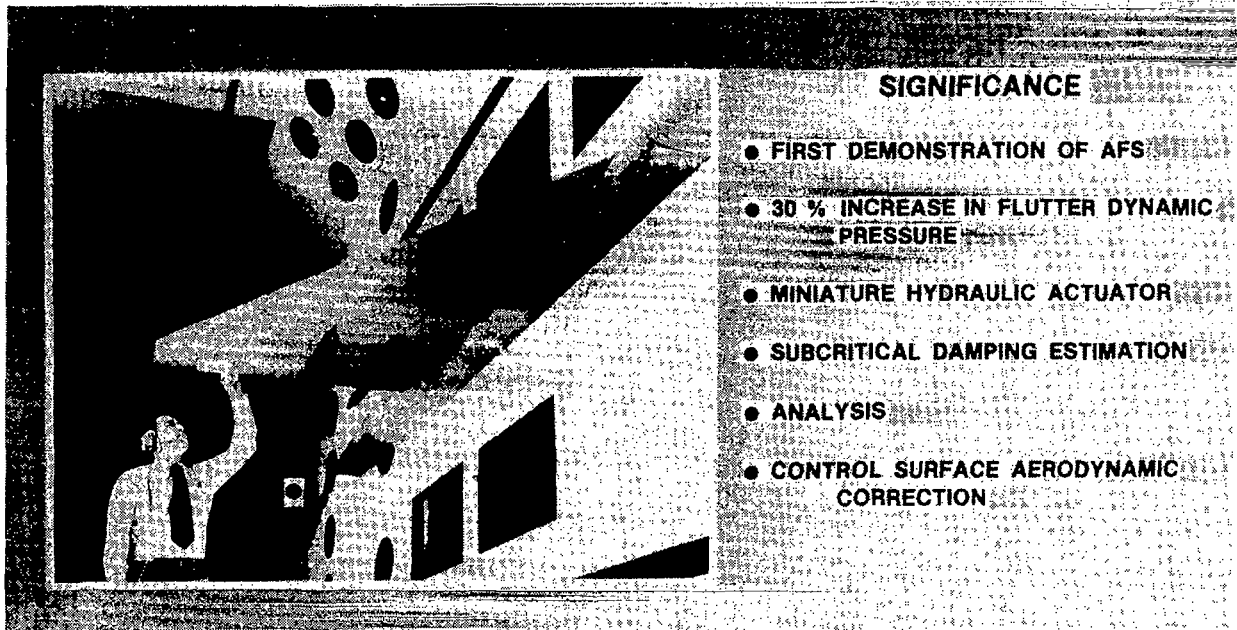 SIGNIFICANCE
● FIRST DEMONSTRATION OF AFS
● 30 % INCREASE IN FLUTTER DYNAMIC
PRESSURE
● MINIATURE HYDRAULIC ACTUATOR
● SUBCRITICAL DAMPING ESTIMATION
● ANALYSIS
● CONTROL SURFACE AERODYNAMIC
CORRECTION